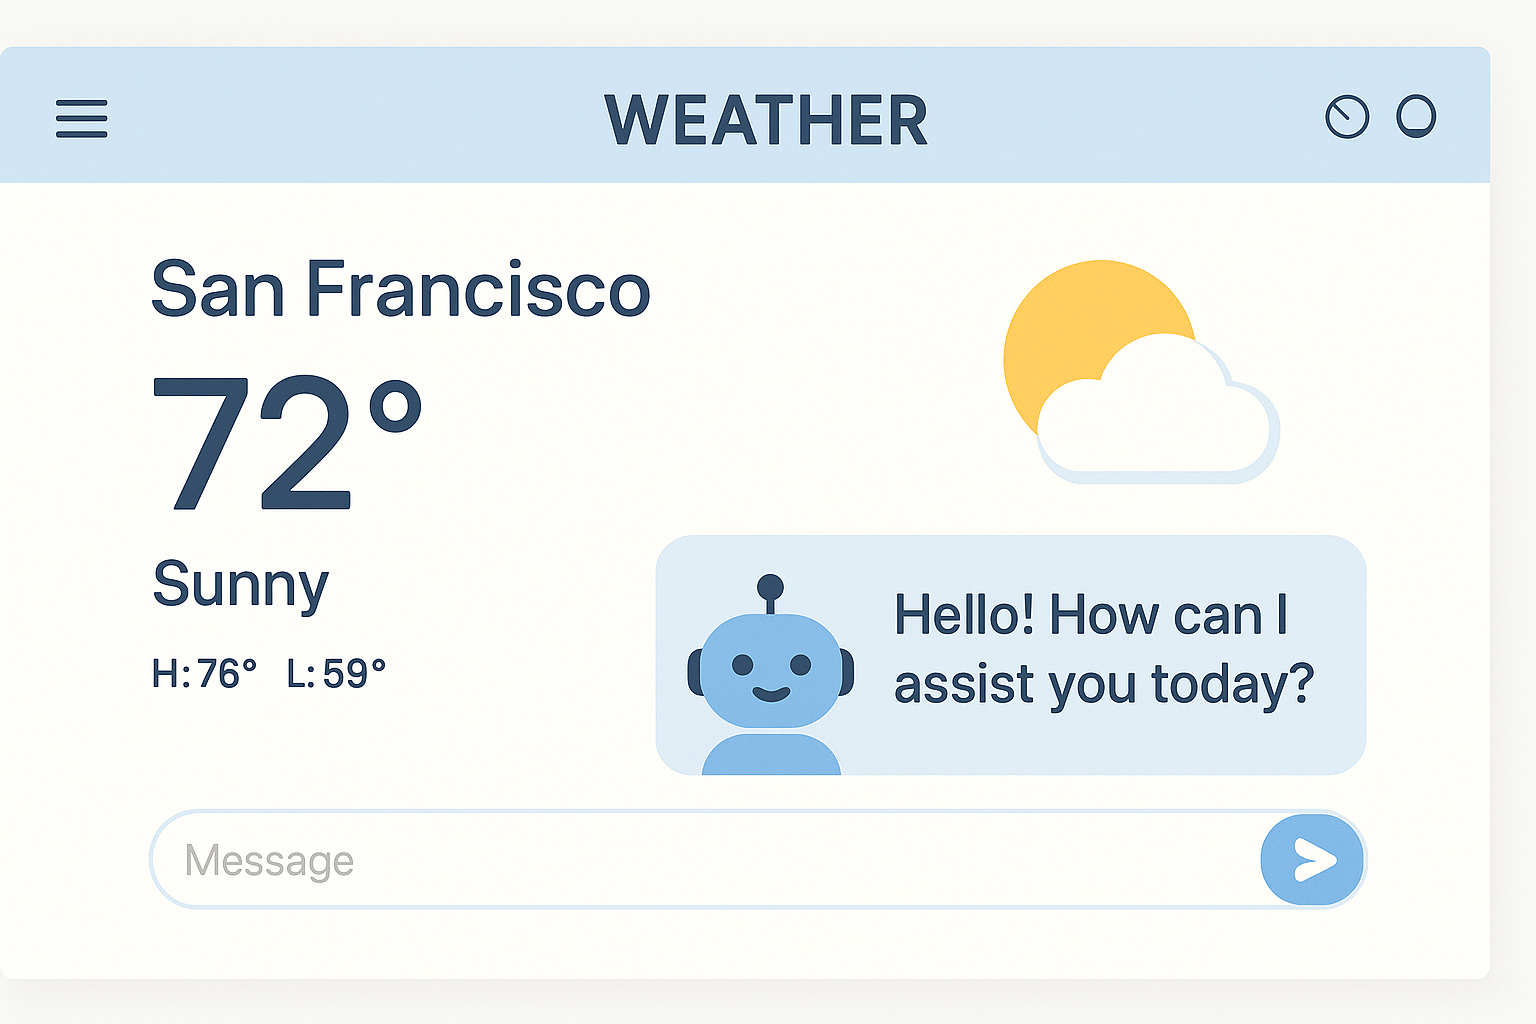 WEATHER
San Francisco
72°
Sunny
H: 76° L: 59°
Hello! How can I
assist you today?
Message